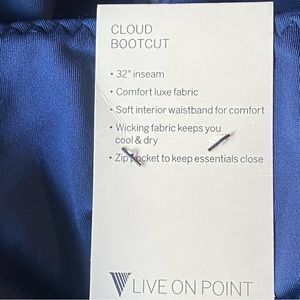 CLOUD
BOOTCUT
• 32" inseam
• Comfort luxe fabric
• Soft interior waistband for comfort
• Wicking fabric keeps you
cool & dry
• Zip pocket to keep essentials close
LIVE ON POINT